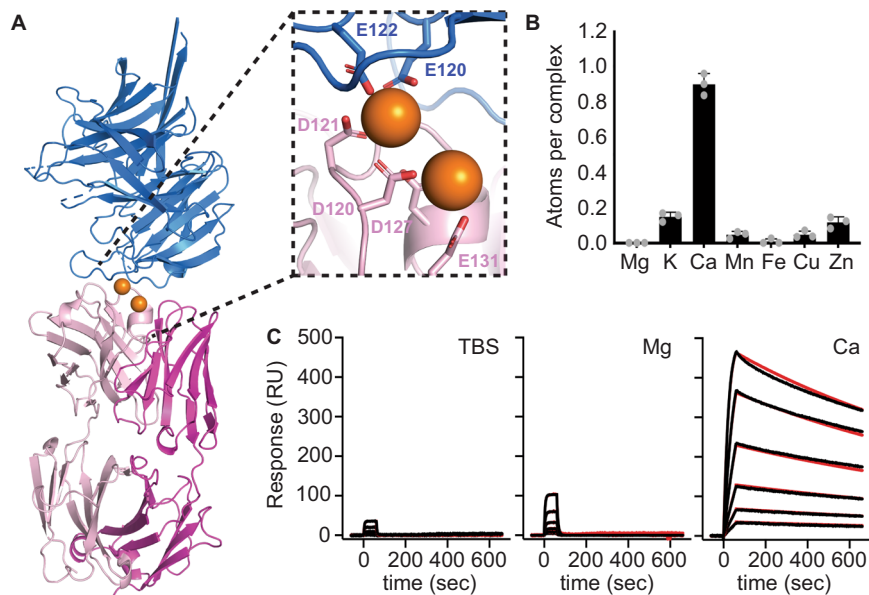 A
E122
E120
D121
D120
D127
E131
B
Atoms per complex
1.2
1.0
0.8
0.6
0.4
0.2
0.0
Mg K Ca Mn Fe Cu Zn
C
Response (RU)
500
400
300
200
100
0
TBS
Mg
Ca
0 200 400 600
0 200 400 600
0 200 400 600
time (sec)
time (sec)
time (sec)